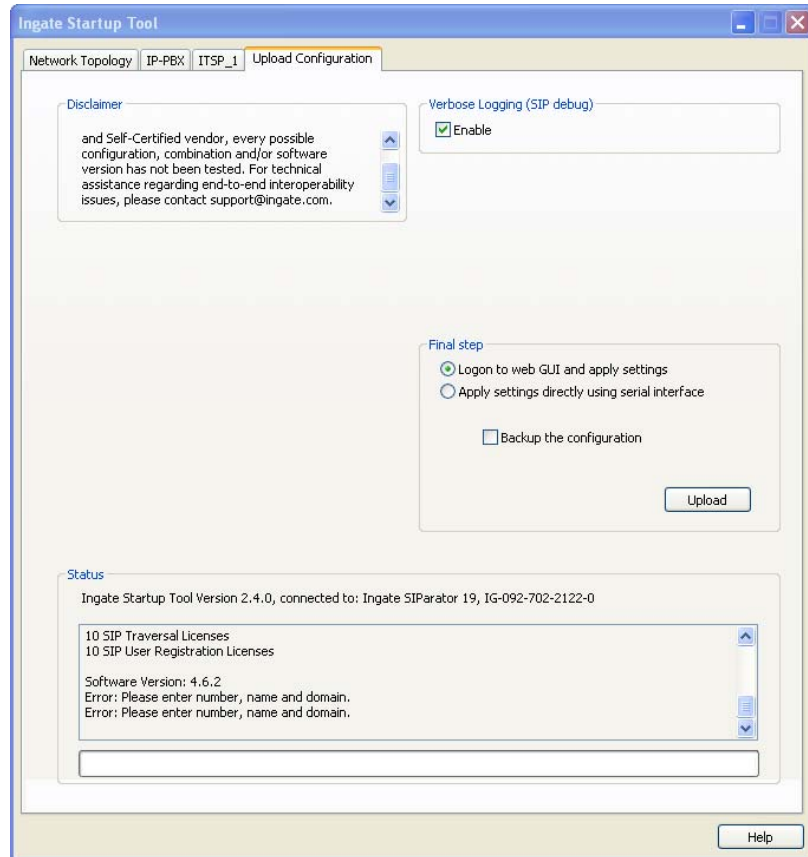 Ingate Startup Tool
Network Topology IP-PBX ITSP_1 Upload Configuration
Disclaimer
and Self-Certified vendor, every possible
configuration, combination and/or software
version has not been tested. For technical
assistance regarding end-to-end interoperability
issues, please contact support@ingate.com.
Verbose Logging (SIP debug)
Enable
Final step
Logon to web GUI and apply settings
Apply settings directly using serial interface
Backup the configuration
Upload
Status
Ingate Startup Tool Version 2.4.0, connected to: Ingate SIParator 19, IG-092-702-2122-0
10 SIP Traversal Licenses
10 SIP User Registration Licenses
Software Version: 4.6.2
Error: Please enter number, name and domain.
Error: Please enter number, name and domain.
Help